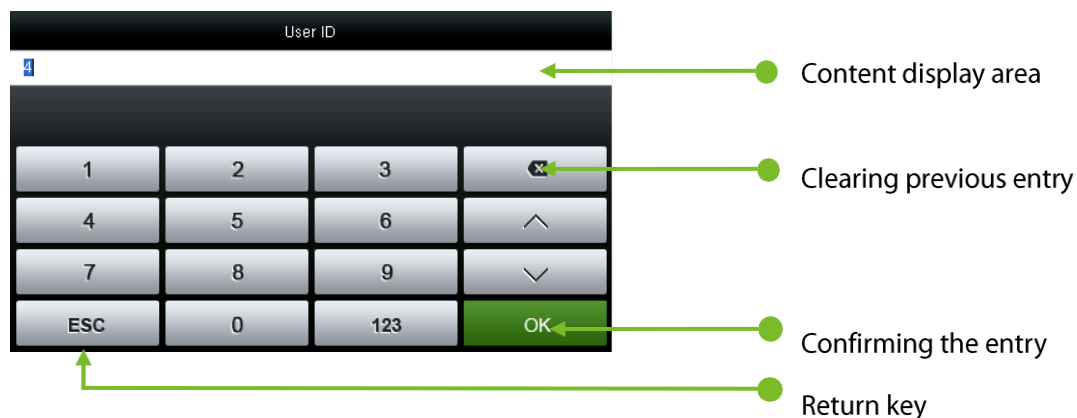 User ID
4
Content display area
1 2 3
Clearing previous entry
4 5 6
7 8 9
ESC 0 123 OK
Confirming the entry
Return key